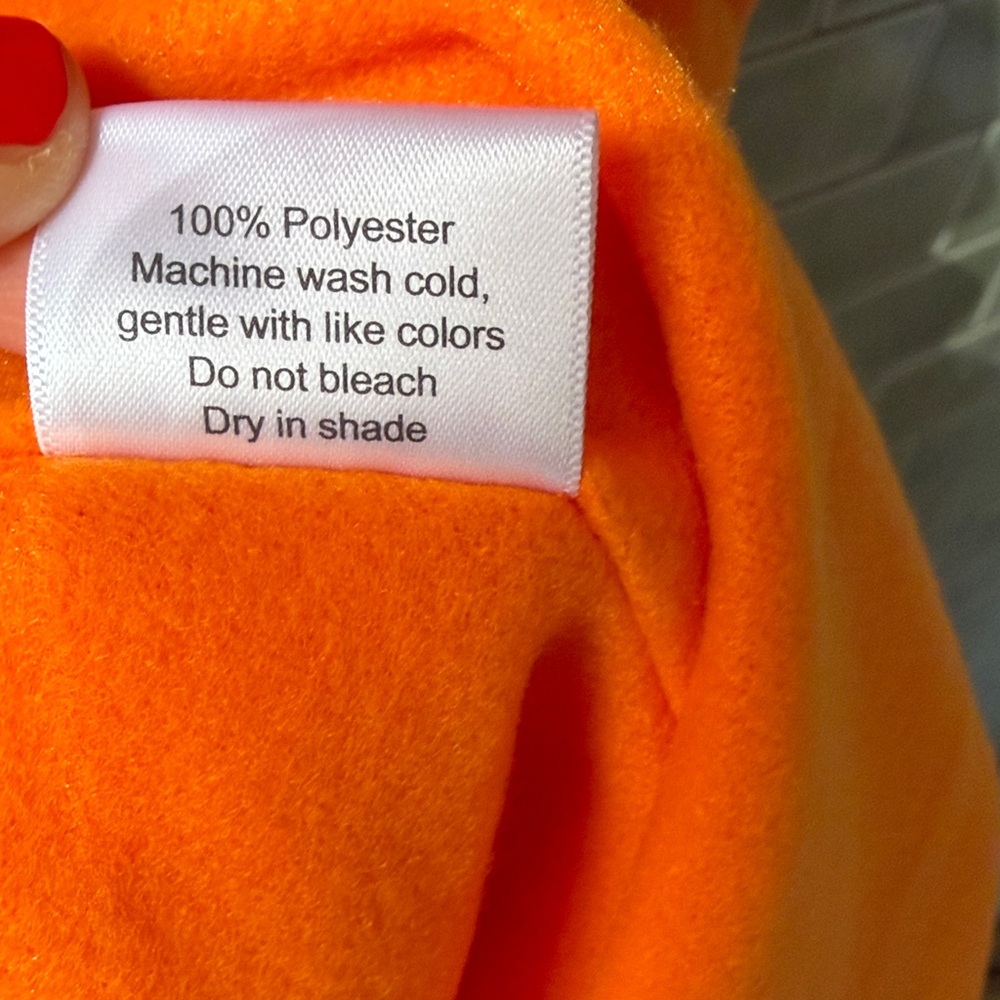 100% Polyester
Machine wash cold,
gentle with like colors
Do not bleach
Dry in shade